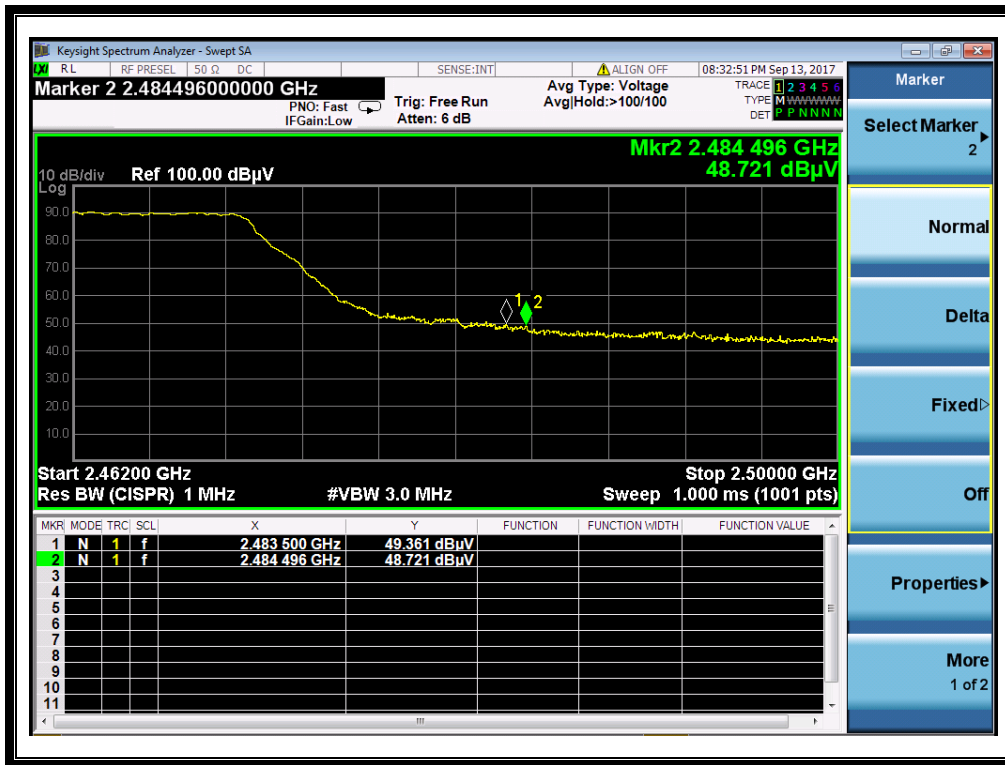 Keysight Spectrum Analyzer - Swept SA
LXI RL RF PRESEL 50 Ω DC SENSE:INT ALIGN OFF 08:32:51 PM Sep 13, 2017
Marker 2 2.484496000000 GHz
PNO: Fast
IFGain:Low
Trig: Free Run
Atten: 6 dB
Avg Type: Voltage
Avg|Hold:>100/100
TRACE 1 2 3 4 5 6
TYPE M WWWWW
DET P P N N N N
Mkr2 2.484 496 GHz
48.721 dBµV
10 dB/div Ref 100.00 dBµV
Log
90.0
80.0
70.0
60.0
50.0
40.0
30.0
20.0
10.0
1 2
Start 2.46200 GHz Stop 2.50000 GHz
Res BW (CISPR) 1 MHz #VBW 3.0 MHz Sweep 1.000 ms (1001 pts)
MKR MODE TRC SCL X Y FUNCTION FUNCTION WIDTH FUNCTION VALUE
1 N 1 f 2.483 500 GHz 49.361 dBµV
2 N 1 f 2.484 496 GHz 48.721 dBµV
3
4
5
6
7
8
9
10
11
Marker
Select Marker
2
Normal
Delta
Fixed
Off
Properties
More
1 of 2